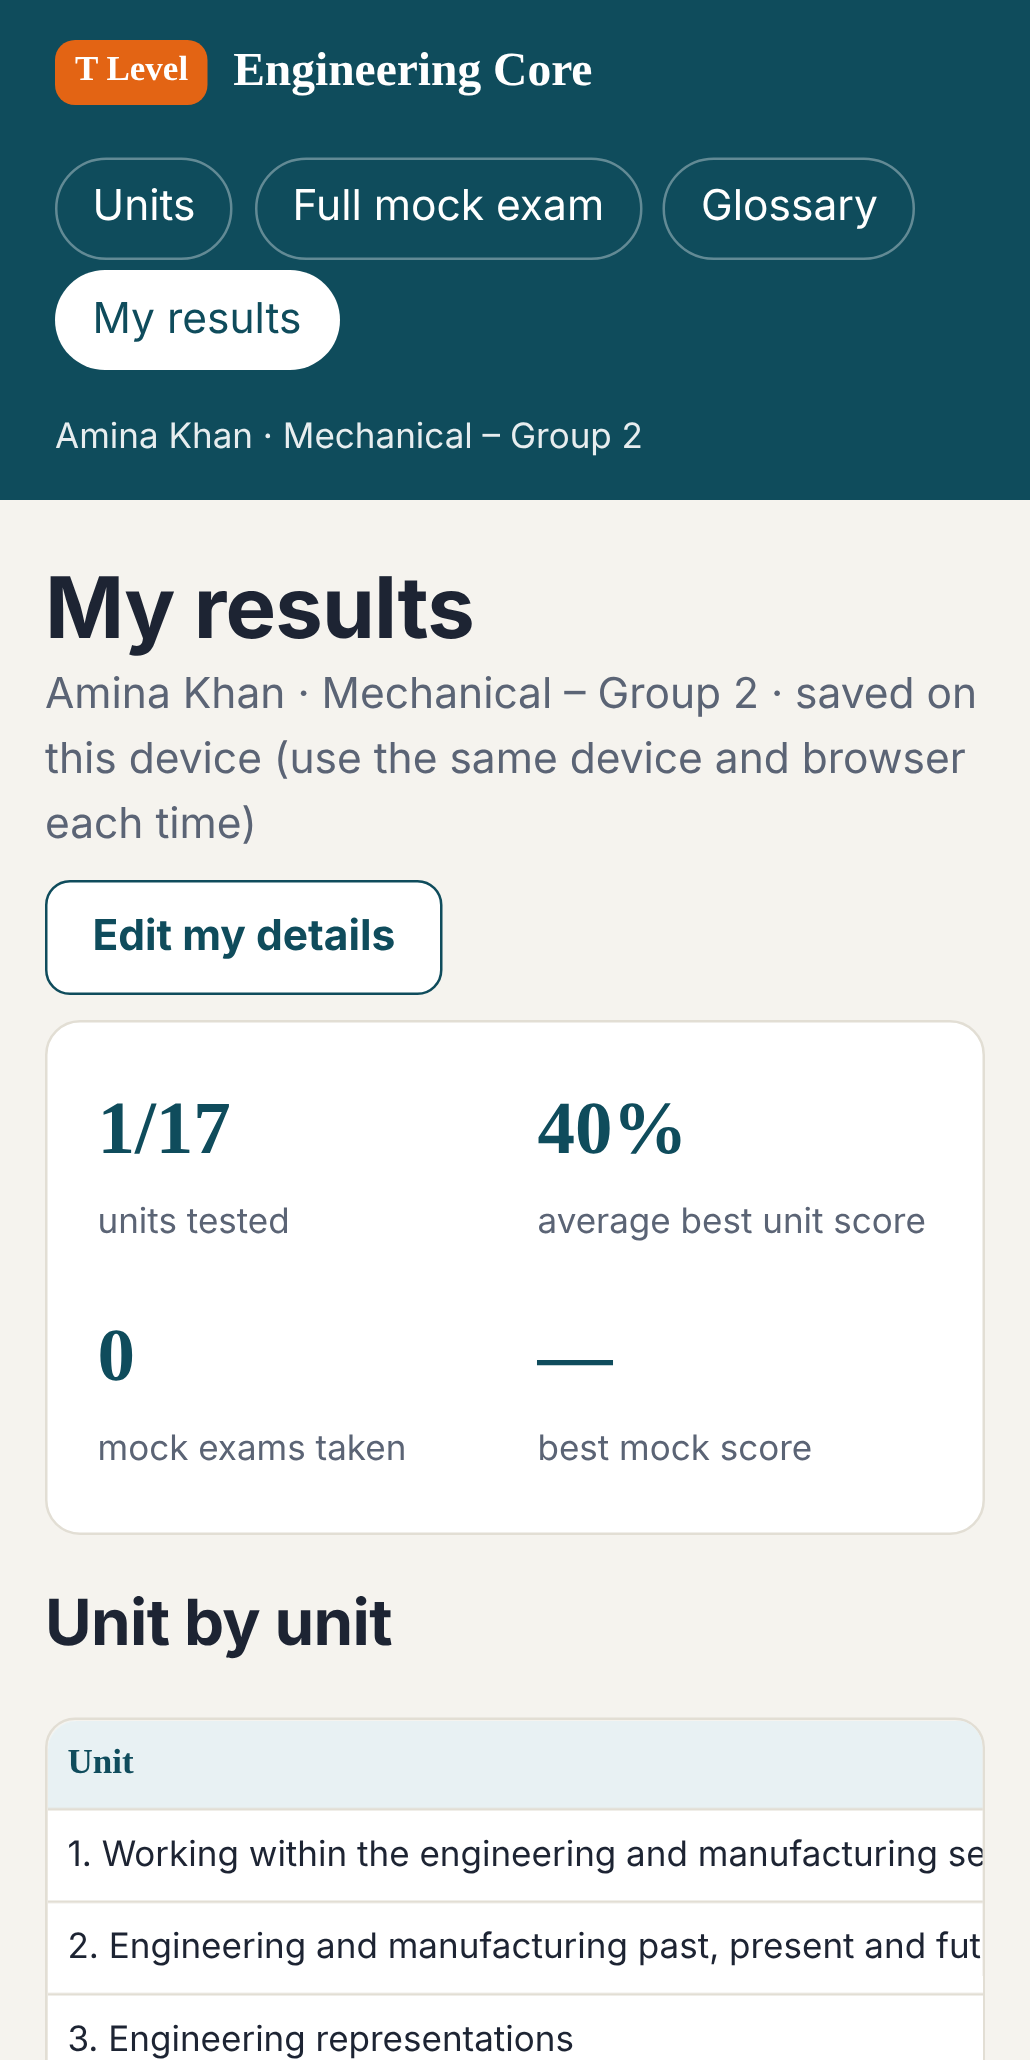 T Level Engineering Core
Units Full mock exam Glossary
My results
Amina Khan · Mechanical – Group 2
My results
Amina Khan · Mechanical – Group 2 · saved on
this device (use the same device and browser
each time)
Edit my details
1/17 40%
units tested average best unit score
0 —
mock exams taken best mock score
Unit by unit
Unit
1. Working within the engineering and manufacturing se
2. Engineering and manufacturing past, present and fut
3. Engineering representations